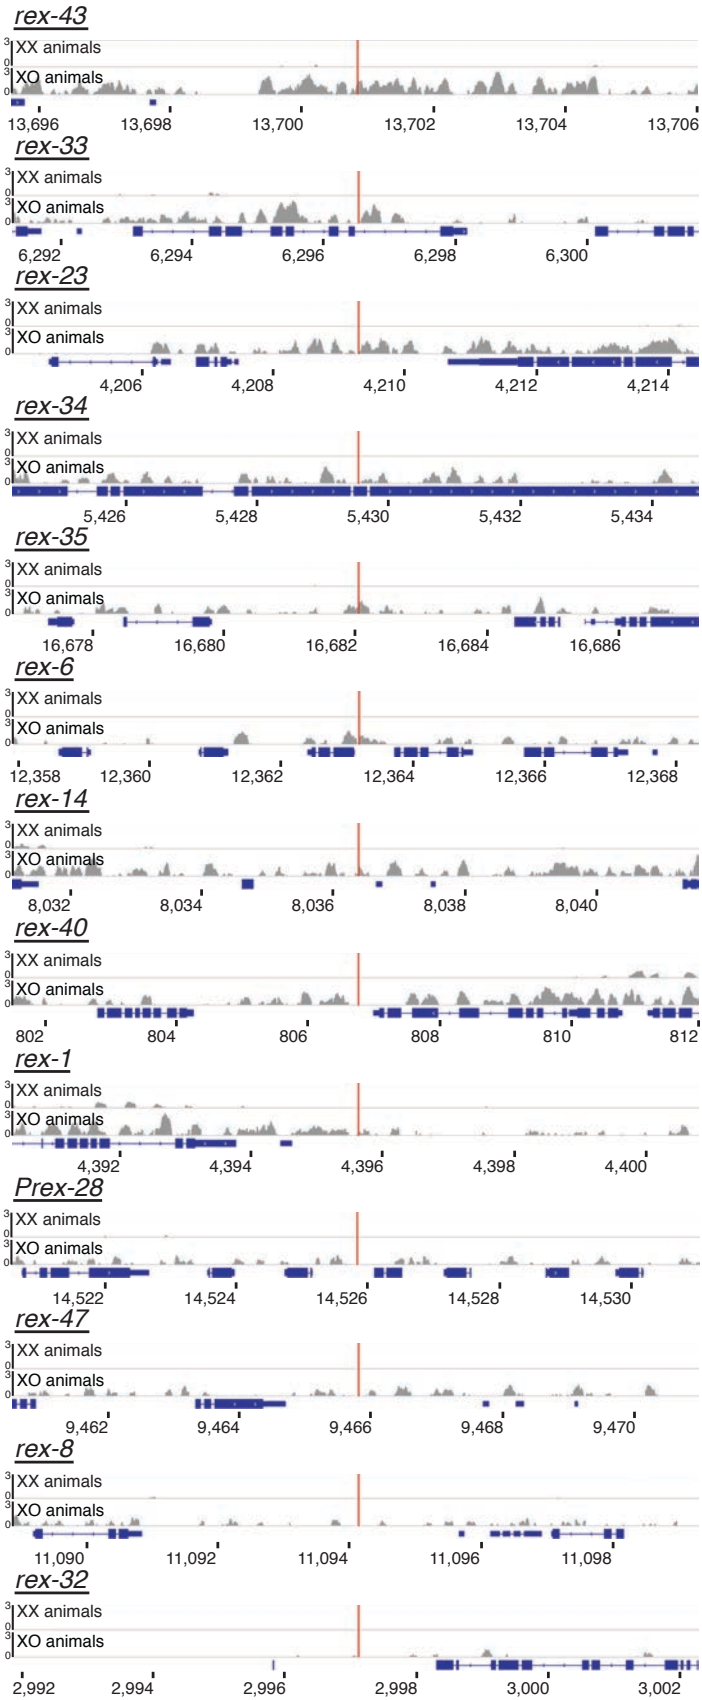 rex-43
3 XX animals
0
3 XO animals
0
13,696 13,698 13,700 13,702 13,704 13,706
rex-33
3 XX animals
0
3 XO animals
0
6,292 6,294 6,296 6,298 6,300
rex-23
3 XX animals
0
3 XO animals
0
4,206 4,208 4,210 4,212 4,214
rex-34
3 XX animals
0
3 XO animals
0
5,426 5,428 5,430 5,432 5,434
rex-35
3 XX animals
0
3 XO animals
0
16,678 16,680 16,682 16,684 16,686
rex-6
3 XX animals
0
3 XO animals
0
12,358 12,360 12,362 12,364 12,366 12,368
rex-14
3 XX animals
0
3 XO animals
0
8,032 8,034 8,036 8,038 8,040
rex-40
3 XX animals
0
3 XO animals
0
802 804 806 808 810 812
rex-1
3 XX animals
0
3 XO animals
0
4,392 4,394 4,396 4,398 4,400
Prex-28
3 XX animals
0
3 XO animals
0
14,522 14,524 14,526 14,528 14,530
rex-47
3 XX animals
0
3 XO animals
0
9,462 9,464 9,466 9,468 9,470
rex-8
3 XX animals
0
3 XO animals
0
11,090 11,092 11,094 11,096 11,098
rex-32
3 XX animals
0
3 XO animals
0
2,992 2,994 2,996 2,998 3,000 3,002